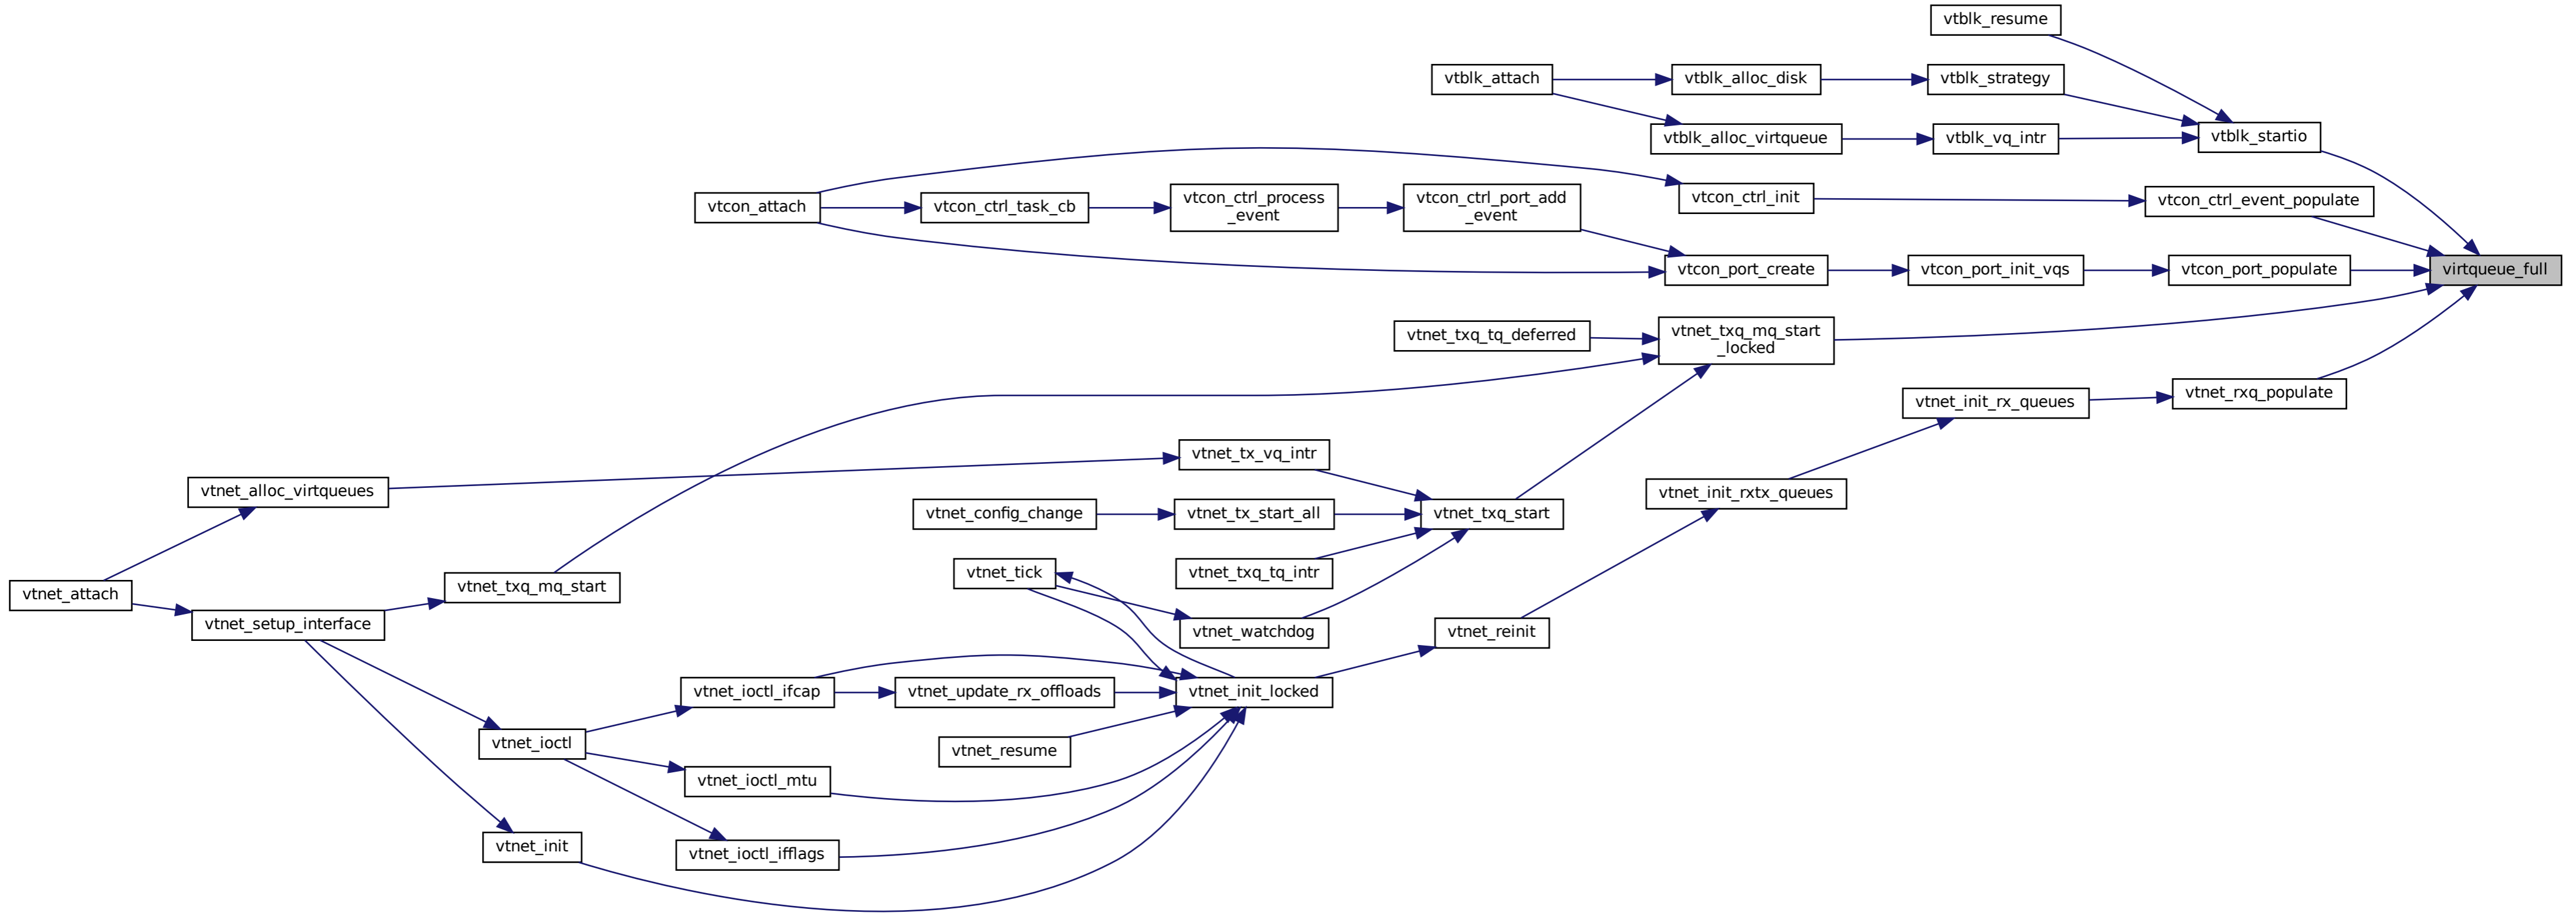 vtblk_resume
vtblk_attach
vtblk_alloc_disk
vtblk_strategy
vtblk_alloc_virtqueue
vtblk_vq_intr
vtblk_startio
vtcon_attach
vtcon_ctrl_task_cb
vtcon_ctrl_process
_event
vtcon_ctrl_port_add
_event
vtcon_ctrl_init
vtcon_ctrl_event_populate
vtcon_port_create
vtcon_port_init_vqs
vtcon_port_populate
virtqueue_full
vtnet_txq_tq_deferred
vtnet_txq_mq_start
_locked
vtnet_init_rx_queues
vtnet_rxq_populate
vtnet_tx_vq_intr
vtnet_alloc_virtqueues
vtnet_init_rxtx_queues
vtnet_config_change
vtnet_tx_start_all
vtnet_txq_start
vtnet_tick
vtnet_txq_tq_intr
vtnet_attach
vtnet_txq_mq_start
vtnet_setup_interface
vtnet_watchdog
vtnet_reinit
vtnet_ioctl_ifcap
vtnet_update_rx_offloads
vtnet_init_locked
vtnet_ioctl
vtnet_resume
vtnet_ioctl_mtu
vtnet_init
vtnet_ioctl_ifflags